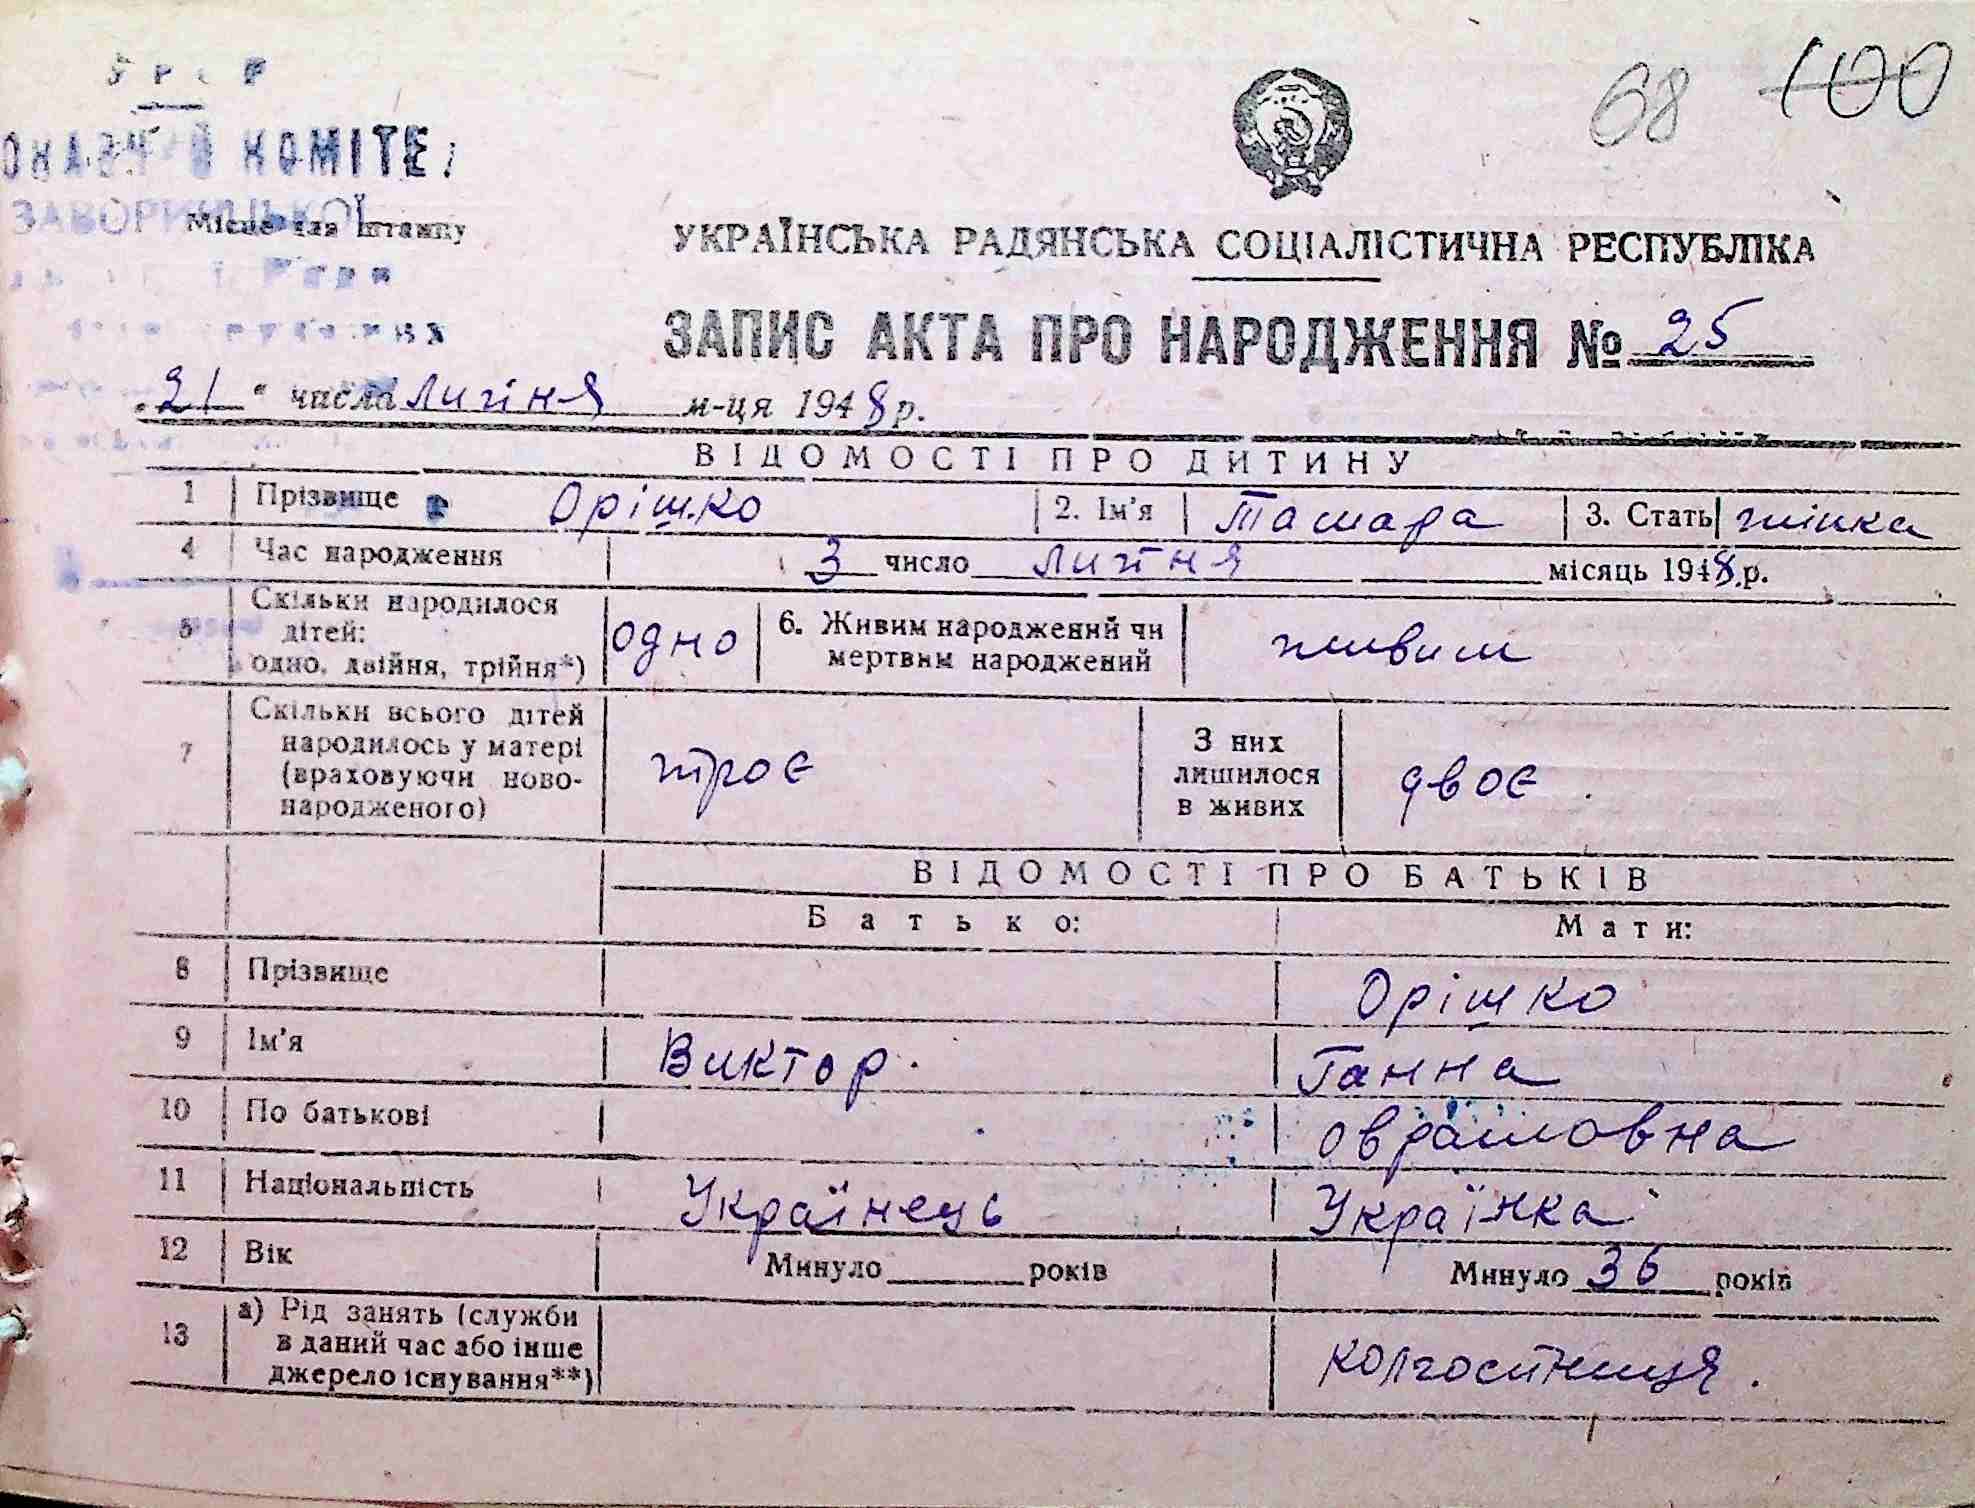 68 100
У Р С Р
КОМІТЕ
ЗАВОРИЦЬКОЇ
Місце для штампу
Ради
УКРАЇНСЬКА РАДЯНСЬКА СОЦІАЛІСТИЧНА РЕСПУБЛІКА
ЗАПИС АКТА ПРО НАРОДЖЕННЯ № 25
„21“ числа липня м-ця 1948 р.
ВІДОМОСТІ ПРО ДИТИНУ
1 Прізвище Орішко 2. Ім'я Тамара 3. Стать жінка
4 Час народження 3 число липня місяць 1948 р.
5 Скільки народилося дітей: одно, двійня, трійня*) одно 6. Живим народжений чи мертвим народжений живим
7 Скільки всього дітей народилось у матері (враховуючи новонародженого) троє З них лишилося в живих двоє.
ВІДОМОСТІ ПРО БАТЬКІВ
Батько: Мати:
8 Прізвище Орішко
9 Ім'я Виктор. Ганна
10 По батькові оврамовна
11 Національність Українець Українка
12 Вік Минуло ____ років Минуло 36 років
13 а) Рід занять (служби в даний час або інше джерело існування**) колгоспниця.